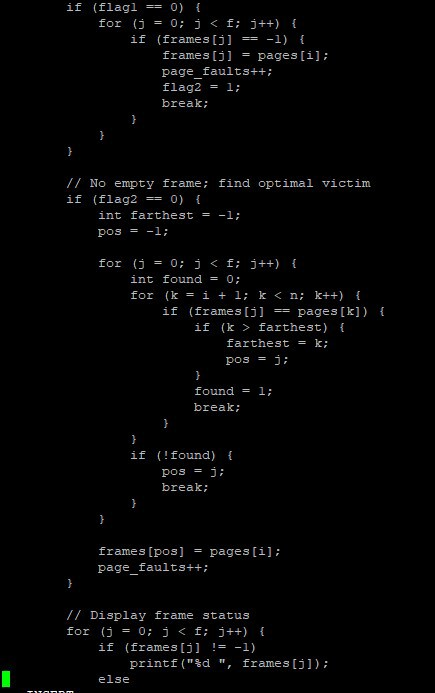 if (flag1 == 0) {
for (j = 0; j < f; j++) {
if (frames[j] == -1) {
frames[j] = pages[i];
page_faults++;
flag2 = 1;
break;
}
}
}
// No empty frame; find optimal victim
if (flag2 == 0) {
int farthest = -1;
pos = -1;
for (j = 0; j < f; j++) {
int found = 0;
for (k = i + 1; k < n; k++) {
if (frames[j] == pages[k]) {
if (k > farthest) {
farthest = k;
pos = j;
}
found = 1;
break;
}
}
if (!found) {
pos = j;
break;
}
}
frames[pos] = pages[i];
page_faults++;
}
// Display frame status
for (j = 0; j < f; j++) {
if (frames[j] != -1)
printf("%d ", frames[j]);
else
-- INSERT --